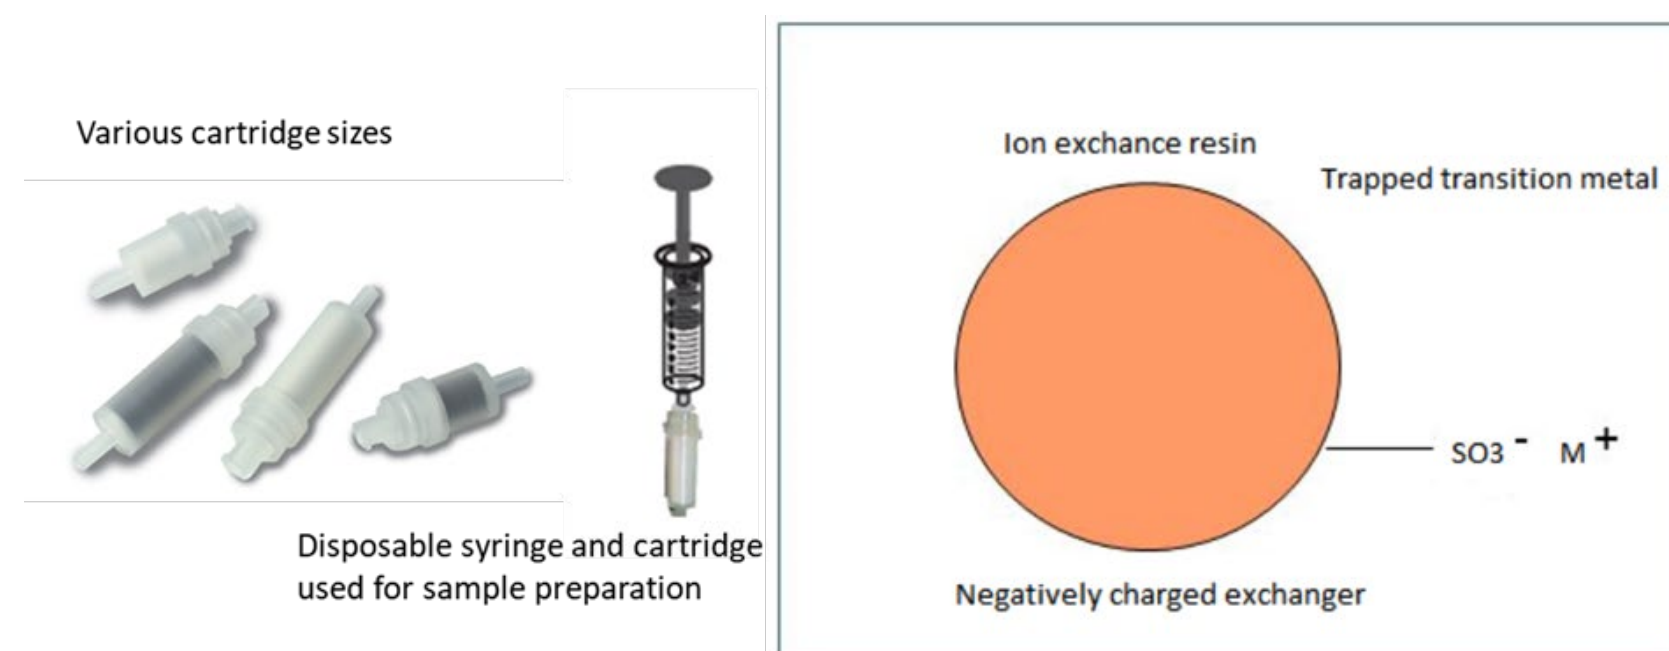 Various cartridge sizes
Disposable syringe and cartridge
used for sample preparation
Ion exchance resin
Trapped transition metal
SO3 - M +
Negatively charged exchanger